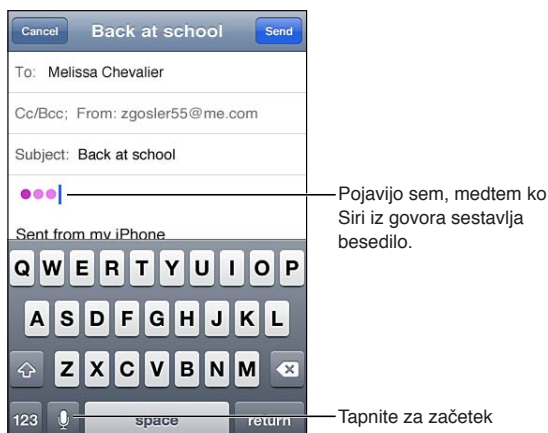 Cancel Back at school Send
To: Melissa Chevalier
Cc/Bcc; From: zgosler55@me.com
Subject: Back at school
Pojavijo sem, medtem ko
Siri iz govora sestavlja
besedilo.
Sent from my iPhone
Q W E R T Y U I O P
A S D F G H J K L
Z X C V B N M
123 space return
Tapnite za začetek